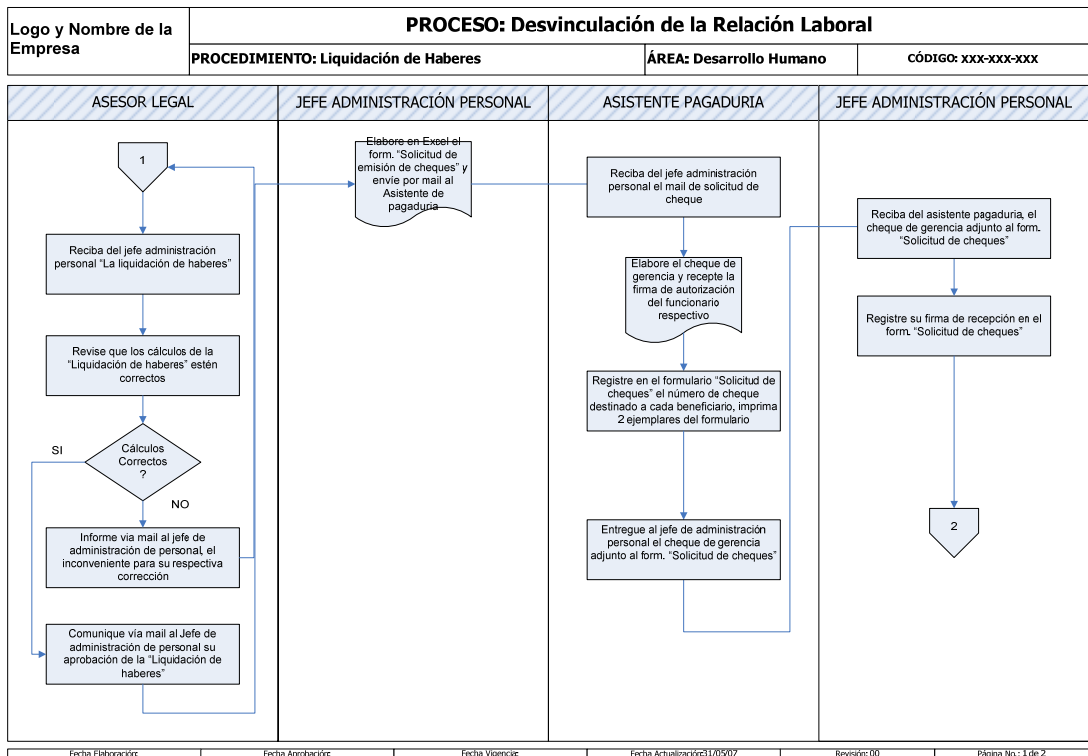 Logo y Nombre de la
Empresa
PROCESO: Desvinculación de la Relación Laboral
PROCEDIMIENTO: Liquidación de Haberes
ÁREA: Desarrollo Humano
CÓDIGO: xxx-xxx-xxx
ASESOR LEGAL
JEFE ADMINISTRACIÓN PERSONAL
ASISTENTE PAGADURIA
JEFE ADMINISTRACIÓN PERSONAL
1
Reciba del jefe administración
personal "La liquidación de haberes"
Revise que los cálculos de la
"Liquidación de haberes" estén
correctos
Cálculos
Correctos
?
SI
NO
Informe via mail al jefe de
administración de personal, el
inconveniente para su respectiva
corrección
Comunique vía mail al Jefe de
administración de personal su
aprobación de la "Liquidación de
haberes"
Elabore en Excel el
form. "Solicitud de
emisión de cheques" y
envíe por mail al
Asistente de
pagaduria
Reciba del jefe administración
personal el mail de solicitud de
cheque
Elabore el cheque de
gerencia y recepte la
firma de autorización
del funcionario
respectivo
Registre en el formulario "Solicitud de
cheques" el número de cheque
destinado a cada beneficiario, imprima
2 ejemplares del formulario
Entregue al jefe de administración
personal el cheque de gerencia
adjunto al form. "Solicitud de cheques"
Reciba del asistente pagaduria, el
cheque de gerencia adjunto al form.
"Solicitud de cheques"
Registre su firma de recepción en el
form. "Solicitud de cheques"
2
Fecha Elaboración:
Fecha Aprobación:
Fecha Vigencia:
Fecha Actualización:31/05/07
Revisión: 00
Página No.: 1 de 2